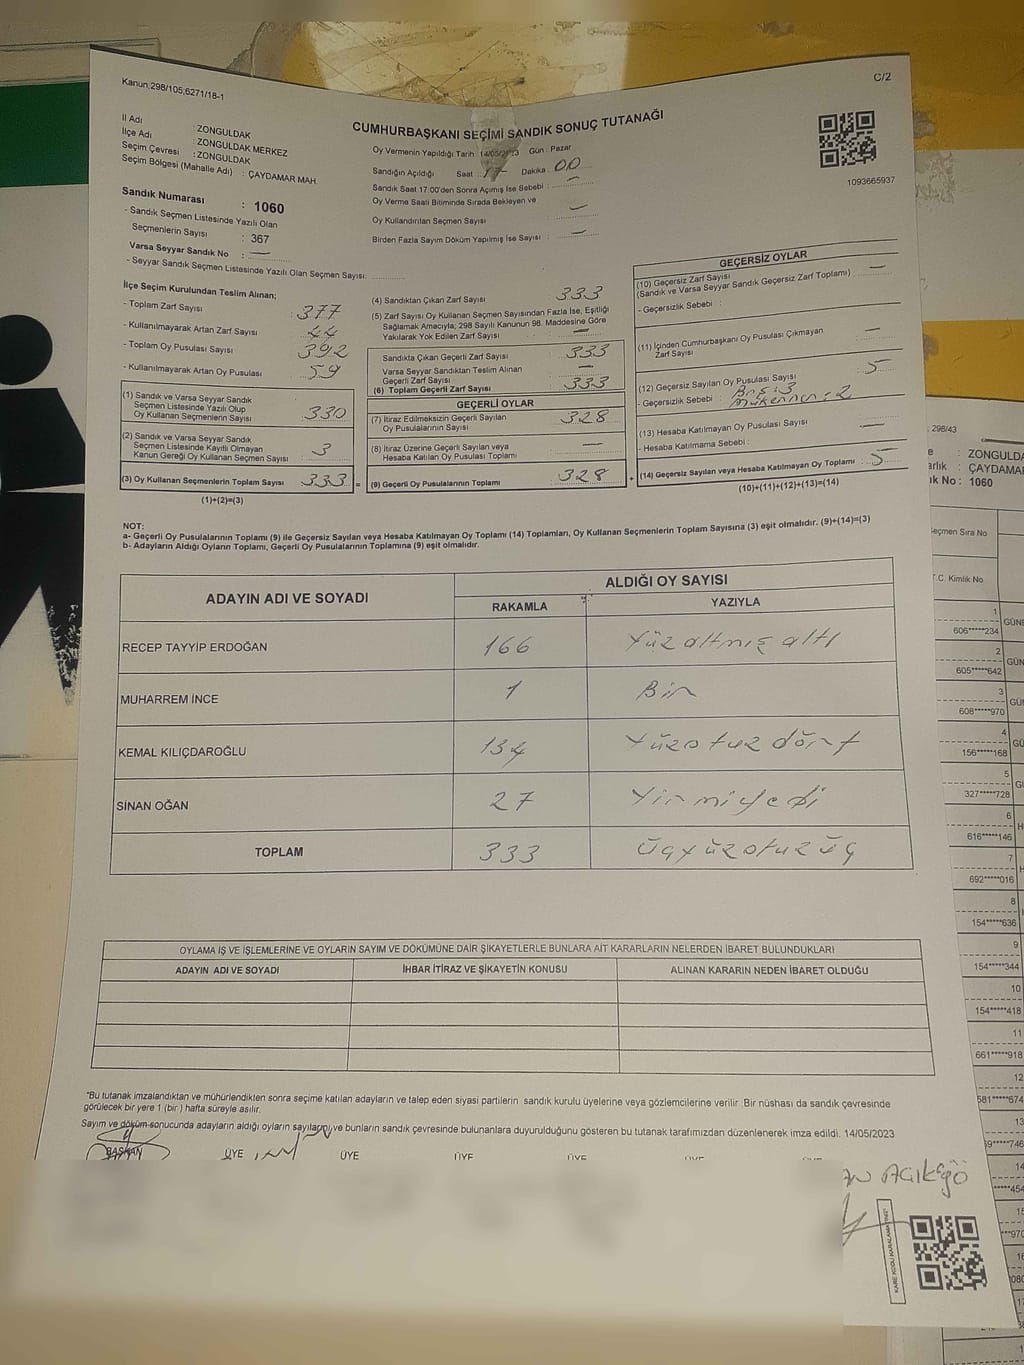 Kanun;298/105;6271/18-1
C/2
CUMHURBAŞKANI SEÇİMİ SANDIK SONUÇ TUTANAĞI
İl Adı : ZONGULDAK
İlçe Adı : ZONGULDAK MERKEZ
Seçim Çevresi : ZONGULDAK
Seçim Bölgesi (Mahalle Adı) : ÇAYDAMAR MAH.
Oy Vermenin Yapıldığı Tarih 14/05/2023 Gün : Pazar
Sandığın Açıldığı Saat : 17 Dakika : 00
Sandık Saat 17:00'den Sonra Açılmış İse Sebebi : —
Oy Verme Saati Bitiminde Sırada Bekleyen ve
Oy Kullandırılan Seçmen Sayısı : —
Birden Fazla Sayım Döküm Yapılmış İse Sayısı : —
1093665937
Sandık Numarası : 1060
- Sandık Seçmen Listesinde Yazılı Olan
Seçmenlerin Sayısı : 367
Varsa Seyyar Sandık No : —
- Seyyar Sandık Seçmen Listesinde Yazılı Olan Seçmen Sayısı:
İlçe Seçim Kurulundan Teslim Alınan;
- Toplam Zarf Sayısı : 377
- Kullanılmayarak Artan Zarf Sayısı : 44
- Toplam Oy Pusulası Sayısı : 392
- Kullanılmayarak Artan Oy Pusulası : 59
(1) Sandık ve Varsa Seyyar Sandık
Seçmen Listesinde Yazılı Olup
Oy Kullanan Seçmenlerin Sayısı : 330
(2) Sandık ve Varsa Seyyar Sandık
Seçmen Listesinde Kayıtlı Olmayan
Kanun Gereği Oy Kullanan Seçmen Sayısı : 3
(3) Oy Kullanan Seçmenlerin Toplam Sayısı : 333 =
(1)+(2)=(3)
(4) Sandıktan Çıkan Zarf Sayısı : 333
(5) Zarf Sayısı Oy Kullanan Seçmen Sayısından Fazla İse, Eşitliği
Sağlamak Amacıyla; 298 Sayılı Kanunun 98. Maddesine Göre
Yakılarak Yok Edilen Zarf Sayısı : —
Sandıkta Çıkan Geçerli Zarf Sayısı : 333
Varsa Seyyar Sandıktan Teslim Alınan
Geçerli Zarf Sayısı : —
(6) Toplam Geçerli Zarf Sayısı : 333
GEÇERLİ OYLAR
(7) İtiraz Edilmeksizin Geçerli Sayılan
Oy Pusulasının Sayısı : 328
(8) İtiraz Üzerine Geçerli Sayılan veya
Hesaba Katılan Oy Pusulası Toplamı : —
(9) Geçerli Oy Pusulalarının Toplamı : 328 +
GEÇERSİZ OYLAR
(10) Geçersiz Zarf Sayısı
(Sandık ve Varsa Seyyar Sandık Geçersiz Zarf Toplamı) : —
- Geçersizlik Sebebi :
(11) İçinden Cumhurbaşkanı Oy Pusulası Çıkmayan
Zarf Sayısı : —
(12) Geçersiz Sayılan Oy Pusulası Sayısı : 5
- Geçersizlik Sebebi :
(13) Hesaba Katılmayan Oy Pusulası Sayısı : —
- Hesaba Katılmama Sebebi :
(14) Geçersiz Sayılan veya Hesaba Katılmayan Oy Toplamı : 5
(10)+(11)+(12)+(13)=(14)
NOT:
a- Geçerli Oy Pusulalarının Toplamı (9) ile Geçersiz Sayılan veya Hesaba Katılmayan Oy Toplamı (14) Toplamları, Oy Kullanan Seçmenlerin Toplam Sayısına (3) eşit olmalıdır. (9)+(14)=(3)
b- Adayların Aldığı Oyların Toplamı, Geçerli Oy Pusulalarının Toplamına (9) eşit olmalıdır.
ADAYIN ADI VE SOYADI ALDIĞI OY SAYISI
RAKAMLA YAZIYLA
RECEP TAYYİP ERDOĞAN 166 Yüz altmış altı
MUHARREM İNCE 1 Bir
KEMAL KILIÇDAROĞLU 134 Yüzotuz dört
SİNAN OĞAN 27 Yirmiyedi
TOPLAM 333 Üçyüzotuzüç
OYLAMA İŞ VE İŞLEMLERİNE VE OYLARIN SAYIM VE DÖKÜMÜNE DAİR ŞİKAYETLERLE BUNLARA AİT KARARLARIN NELERDEN İBARET BULUNDUKLARI
ADAYIN ADI VE SOYADI İHBAR İTİRAZ VE ŞİKAYETİN KONUSU ALINAN KARARIN NEDEN İBARET OLDUĞU
*Bu tutanak imzalandıktan ve mühürlendikten sonra seçime katılan adayların ve talep eden siyasi partilerin sandık kurulu üyelerine veya gözlemcilerine verilir .Bir nüshası da sandık çevresinde
görülecek bir yere 1 (bir ) hafta süreyle asılır.
Sayım ve döküm sonucunda adayların aldığı oyların sayılarını ve bunların sandık çevresinde bulunanlara duyurulduğunu gösteren bu tutanak tarafımızdan düzenlenerek imza edildi. 14/05/2023
BAŞKAN ÜYE ÜYE ÜYE ÜYE ÜYE
298/43
: ZONGULDA
arlık : ÇAYDAMAR
ık No : 1060
eçmen Sıra No
T.C. Kimlik No
1
606*****234
2
605*****642
3
608*****970
4
156*****168
5
327*****728
6
616*****146
7
692*****016
8
154*****636
9
154*****344
10
154*****418
11
661*****918
12
581*****674
13